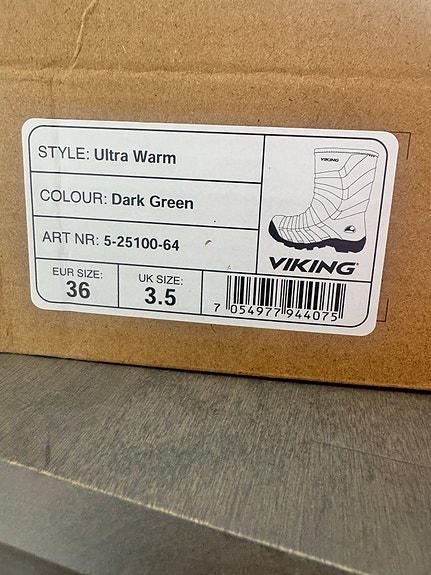 STYLE: Ultra Warm
COLOUR: Dark Green
ART NR: 5-25100-64
EUR SIZE:
36
UK SIZE:
3.5
VIKING
VIKING®
7 054977 944075